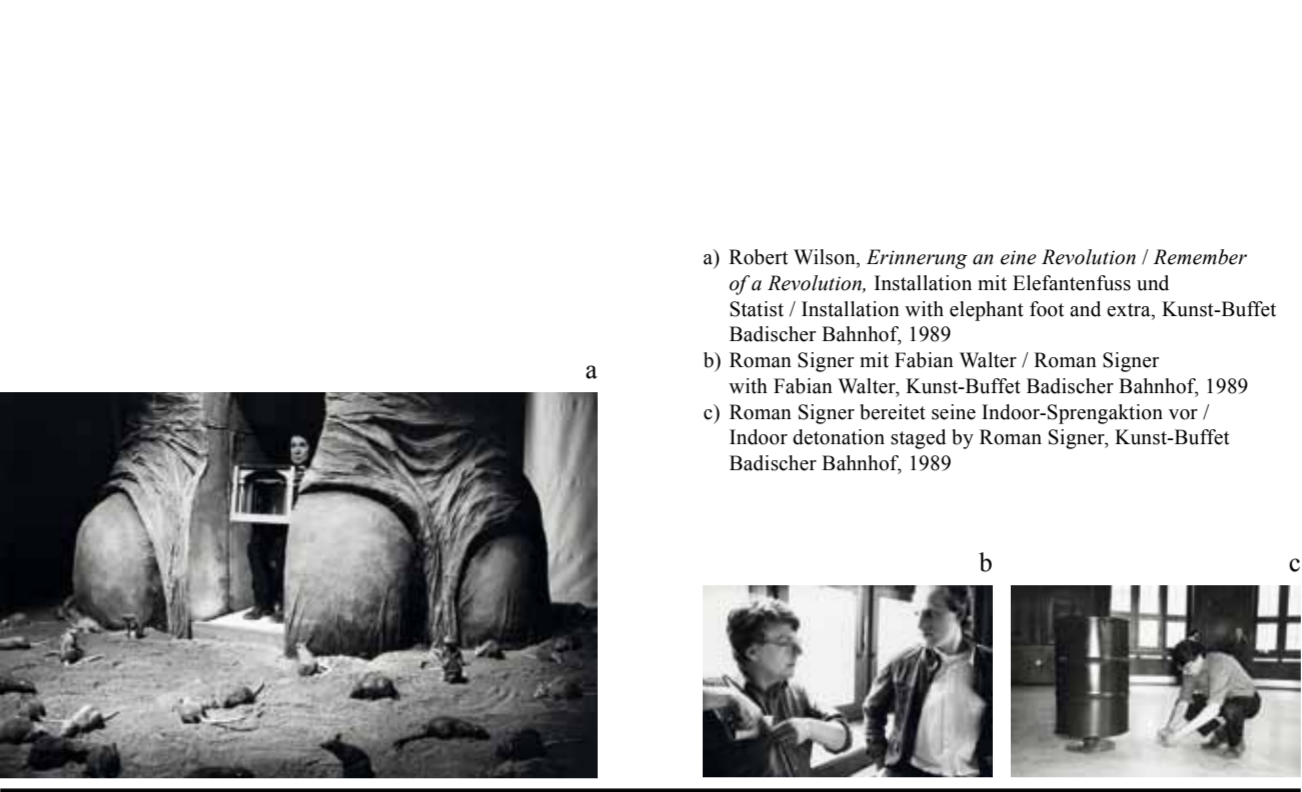 a) Robert Wilson, Erinnerung an eine Revolution / Remember
of a Revolution, Installation mit Elefantenfuss und
Statist / Installation with elephant foot and extra, Kunst-Buffet
Badischer Bahnhof, 1989
b) Roman Signer mit Fabian Walter / Roman Signer
with Fabian Walter, Kunst-Buffet Badischer Bahnhof, 1989
c) Roman Signer bereitet seine Indoor-Sprengaktion vor /
Indoor detonation staged by Roman Signer, Kunst-Buffet
Badischer Bahnhof, 1989
a
b
c